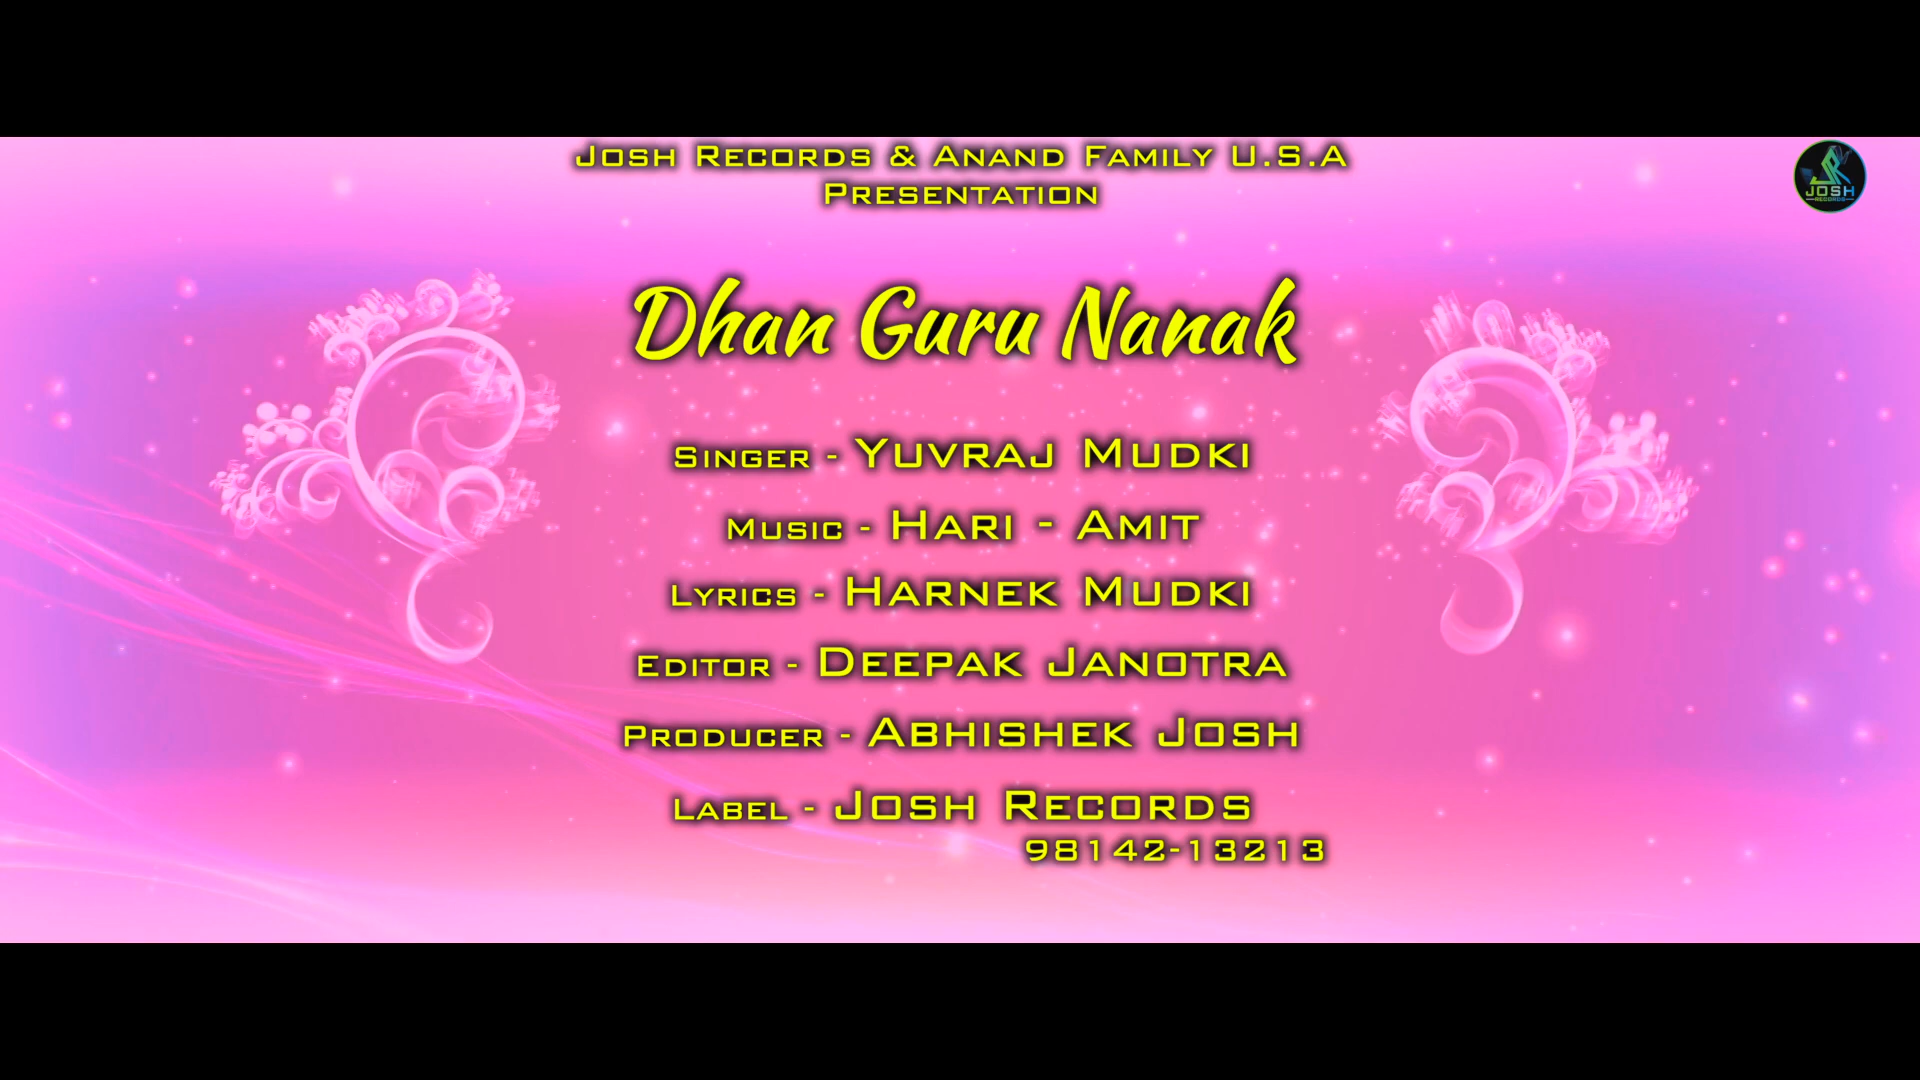 Josh Records & Anand Family U.S.A
Presentation
JOSH
RECORDS
Dhan Guru Nanak
Singer - Yuvraj Mudki
Music - Hari - Amit
Lyrics - Harnek Mudki
Editor - Deepak Janotra
Producer - Abhishek Josh
Label - Josh Records
98142-13213